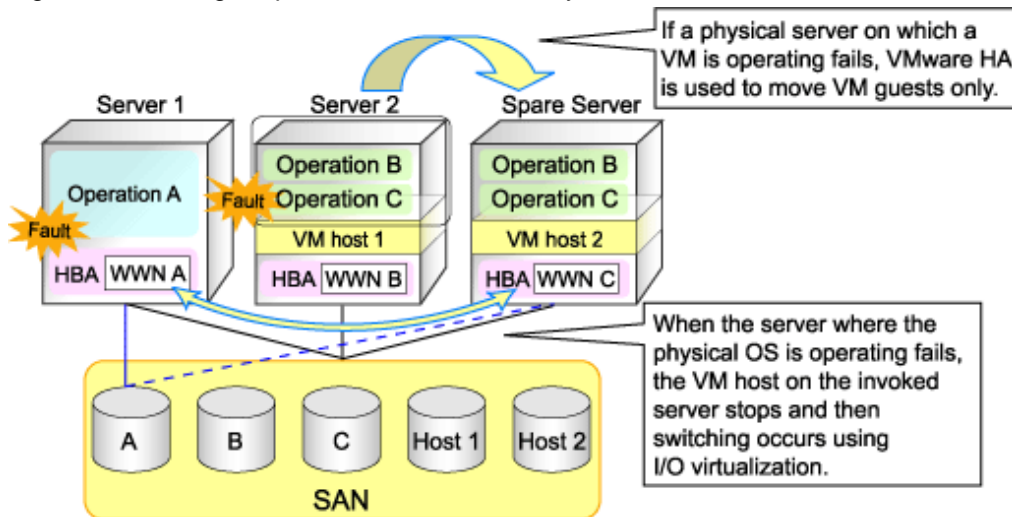 If a physical server on which a
VM is operating fails, VMware HA
is used to move VM guests only.
Server 1
Server 2
Spare Server
Operation A
Fault
HBA
WWN A
Operation B
Fault
Operation C
VM host 1
HBA
WWN B
Operation B
Operation C
VM host 2
HBA
WWN C
When the server where the
physical OS is operating fails,
the VM host on the invoked
server stops and then
switching occurs using
I/O virtualization.
A
B
C
Host 1
Host 2
SAN